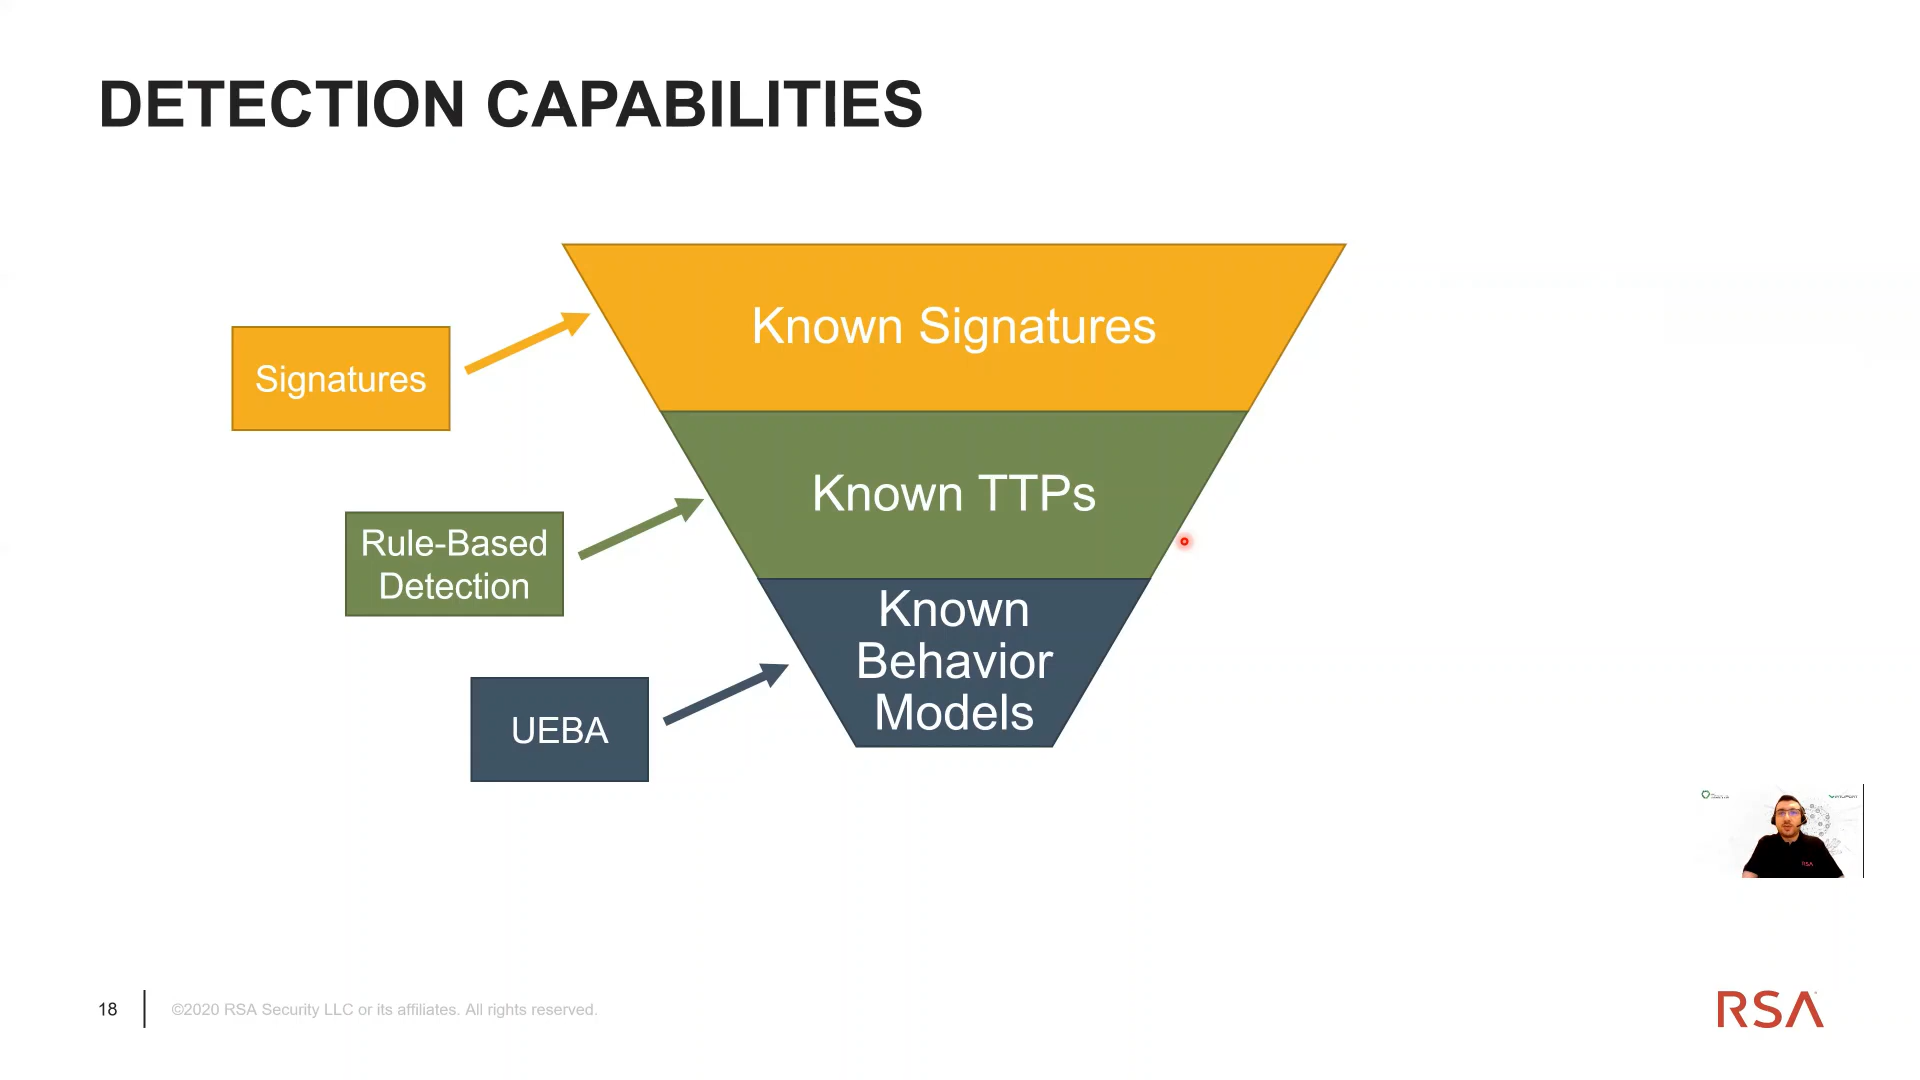 DETECTION CAPABILITIES
Known Signatures
Signatures
Known TTPs
Rule-Based
Detection
Known
Behavior
Models
UEBA
RSA
18
©2020 RSA Security LLC or its affiliates. All rights reserved.
RSA